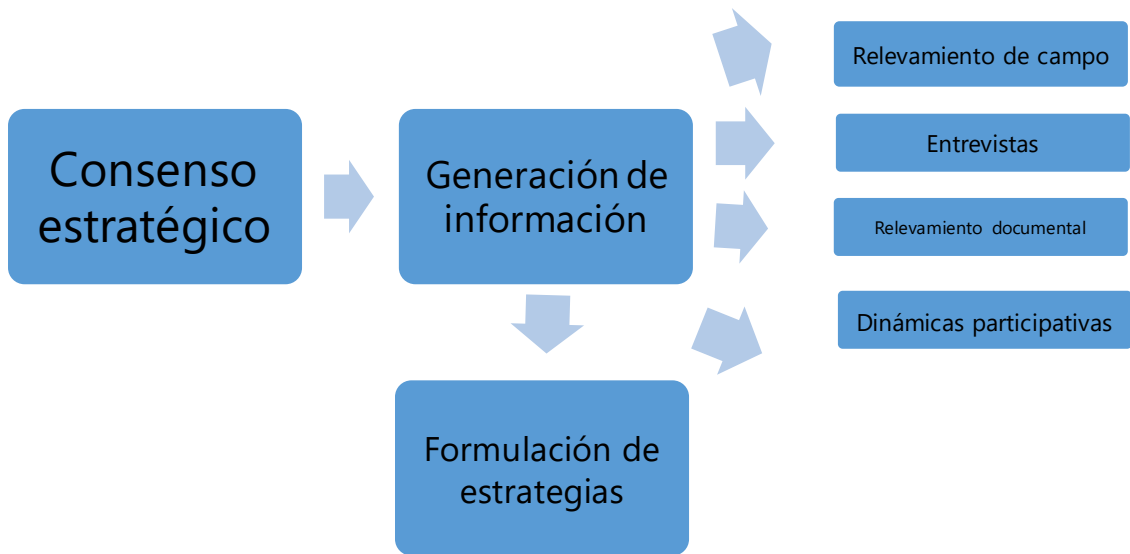 Consenso
estratégico
Generación de
información
Relevamiento de campo
Entrevistas
Relevamiento documental
Dinámicas participativas
Formulación de
estrategias